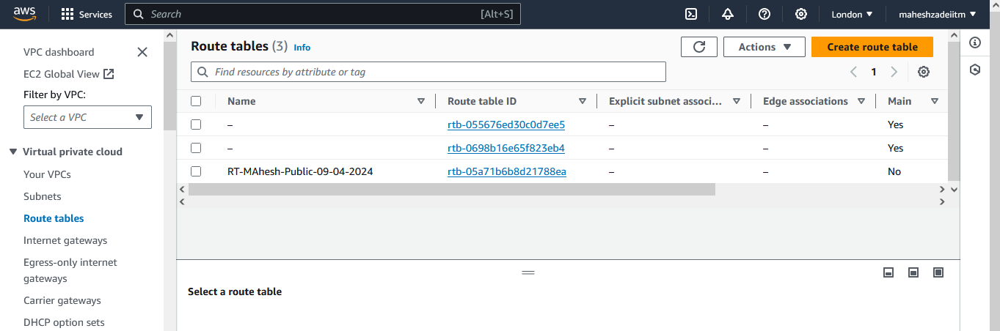 aws Services Search [Alt+S] London maheshzadeiitm
VPC dashboard
EC2 Global View
Filter by VPC:
Select a VPC
Virtual private cloud
Your VPCs
Subnets
Route tables
Internet gateways
Egress-only internet
gateways
Carrier gateways
DHCP option sets
Route tables (3) Info Actions Create route table
Find resources by attribute or tag 1
Name Route table ID Explicit subnet associ... Edge associations Main
– rtb-055676ed30c0d7ee5 – – Yes
– rtb-0698b16e65f823eb4 – – Yes
RT-MAhesh-Public-09-04-2024 rtb-05a71b6b8d21788ea – – No
Select a route table